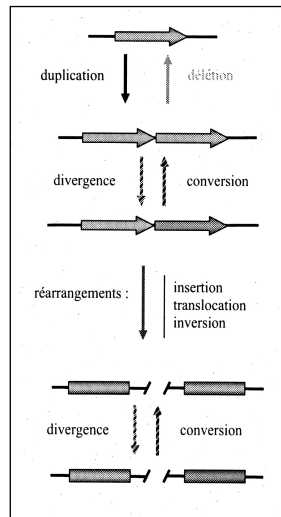 duplication délétion
divergence conversion
réarrangements : insertion
translocation
inversion
divergence conversion